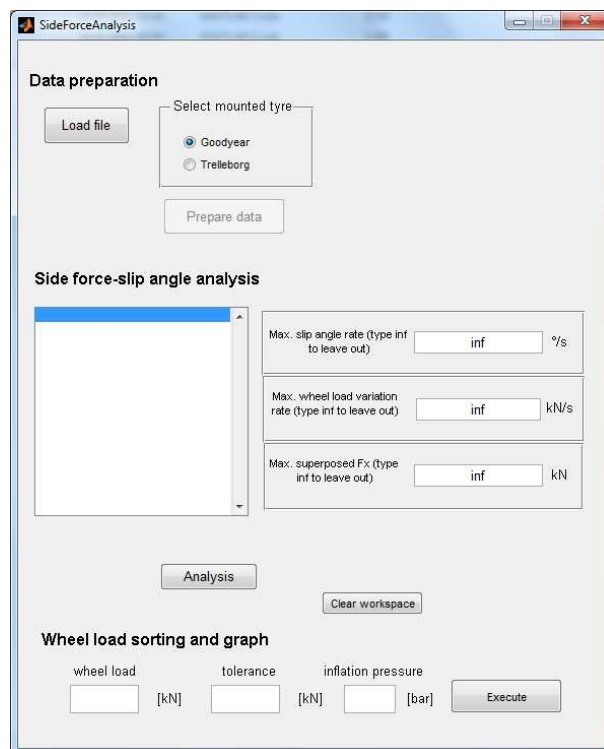 SideForceAnalysis
Data preparation
Load file
Select mounted tyre
Goodyear
Trelleborg
Prepare data
Side force-slip angle analysis
Max. slip angle rate (type inf
to leave out)
inf
°/s
Max. wheel load variation
rate (type inf to leave out)
inf
kN/s
Max. superposed Fx (type
inf to leave out)
inf
kN
Analysis
Clear workspace
Wheel load sorting and graph
wheel load
tolerance
inflation pressure
[kN]
[kN]
[bar]
Execute